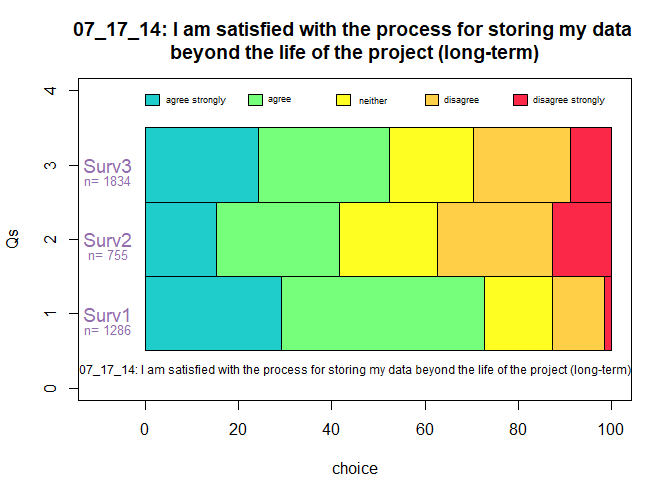 07_17_14: I am satisfied with the process for storing my data
beyond the life of the project (long-term)
agree strongly agree neither disagree disagree strongly
4
3
2
1
0
Qs
Surv3
n= 1834
Surv2
n= 755
Surv1
n= 1286
07_17_14: I am satisfied with the process for storing my data beyond the life of the project (long-term)
0 20 40 60 80 100
choice